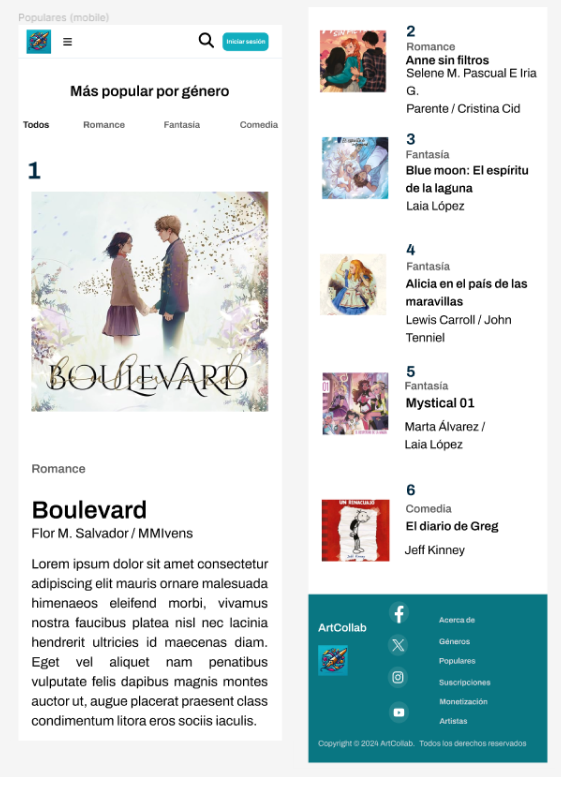 Populares (mobile)
Iniciar sesión
Más popular por género
Todos Romance Fantasía Comedia
1
BOULEVARD
boulevard
Romance
Boulevard
Flor M. Salvador / MMIvens
Lorem ipsum dolor sit amet consectetur
adipiscing elit mauris ornare malesuada
himenaeos eleifend morbi, vivamus
nostra faucibus platea nisl nec lacinia
hendrerit ultricies id maecenas diam.
Eget vel aliquet nam penatibus
vulputate felis dapibus magnis montes
auctor ut, augue placerat praesent class
condimentum litora eros sociis iaculis.
2
Romance
Anne sin filtros
Selene M. Pascual E Iria
G.
Parente / Cristina Cid
3
Fantasía
Blue moon: El espíritu
de la laguna
Laia López
4
Fantasía
Alicia en el país de las
maravillas
Lewis Carroll / John
Tenniel
01
5
Fantasía
Mystical 01
Marta Álvarez /
Laia López
6
Comedia
El diario de Greg
Jeff Kinney
UN RENACUAJO
Jeff Kinney
ArtCollab
Acerca de
Géneros
Populares
Suscripciones
Monetización
Artistas
Copyright © 2024 ArtCollab. Todos los derechos reservados